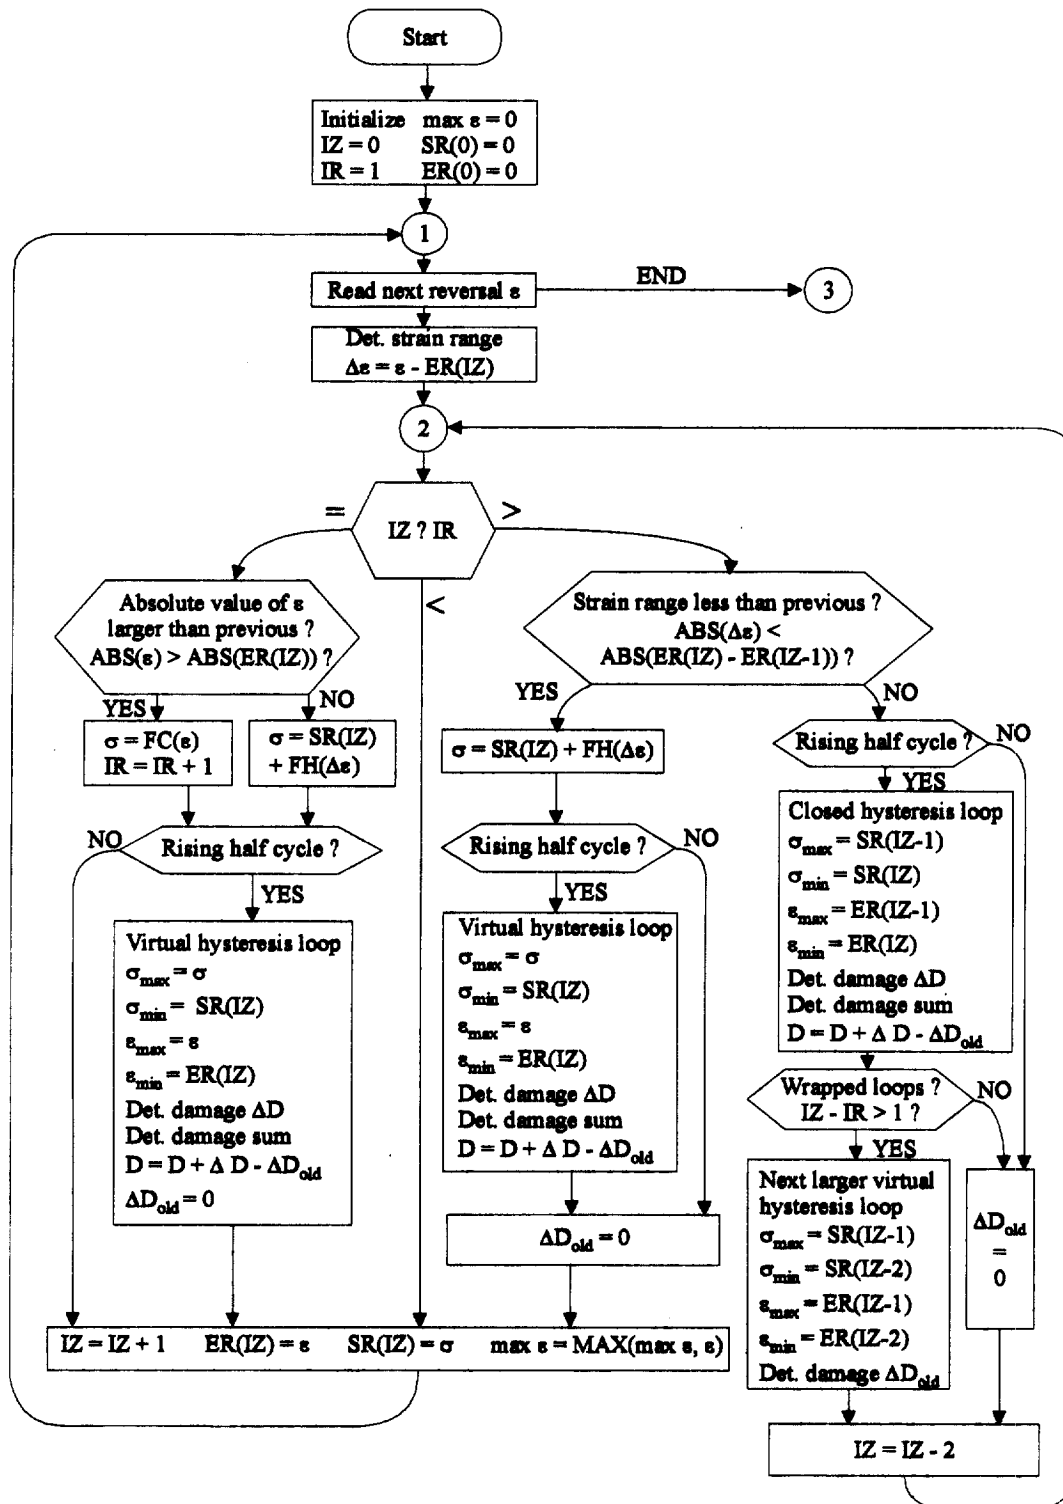 Start
Initialize max ε = 0
IZ = 0 SR(0) = 0
IR = 1 ER(0) = 0
1
Read next reversal ε
END
3
Det. strain range
Δε = ε - ER(IZ)
2
=
IZ ? IR
>
<
Absolute value of ε
larger than previous ?
ABS(ε) > ABS(ER(IZ)) ?
YES
NO
σ = FC(ε)
IR = IR + 1
σ = SR(IZ)
+ FH(Δε)
NO
Rising half cycle ?
YES
Virtual hysteresis loop
σmax = σ
σmin = SR(IZ)
εmax = ε
εmin = ER(IZ)
Det. damage ΔD
Det. damage sum
D = D + Δ D - ΔDold
ΔDold = 0
Strain range less than previous ?
ABS(Δε) <
ABS(ER(IZ) - ER(IZ-1)) ?
YES
NO
σ = SR(IZ) + FH(Δε)
Rising half cycle ?
NO
YES
Virtual hysteresis loop
σmax = σ
σmin = SR(IZ)
εmax = ε
εmin = ER(IZ)
Det. damage ΔD
Det. damage sum
D = D + Δ D - ΔDold
ΔDold = 0
Rising half cycle ?
NO
YES
Closed hysteresis loop
σmax = SR(IZ-1)
σmin = SR(IZ)
εmax = ER(IZ-1)
εmin = ER(IZ)
Det. damage ΔD
Det. damage sum
D = D + Δ D - ΔDold
Wrapped loops ?
IZ - IR > 1 ?
NO
YES
Next larger virtual
hysteresis loop
σmax = SR(IZ-1)
σmin = SR(IZ-2)
εmax = ER(IZ-1)
εmin = ER(IZ-2)
Det. damage ΔDold
ΔDold
=
0
IZ = IZ + 1 ER(IZ) = ε SR(IZ) = σ max ε = MAX(max ε, ε)
IZ = IZ - 2